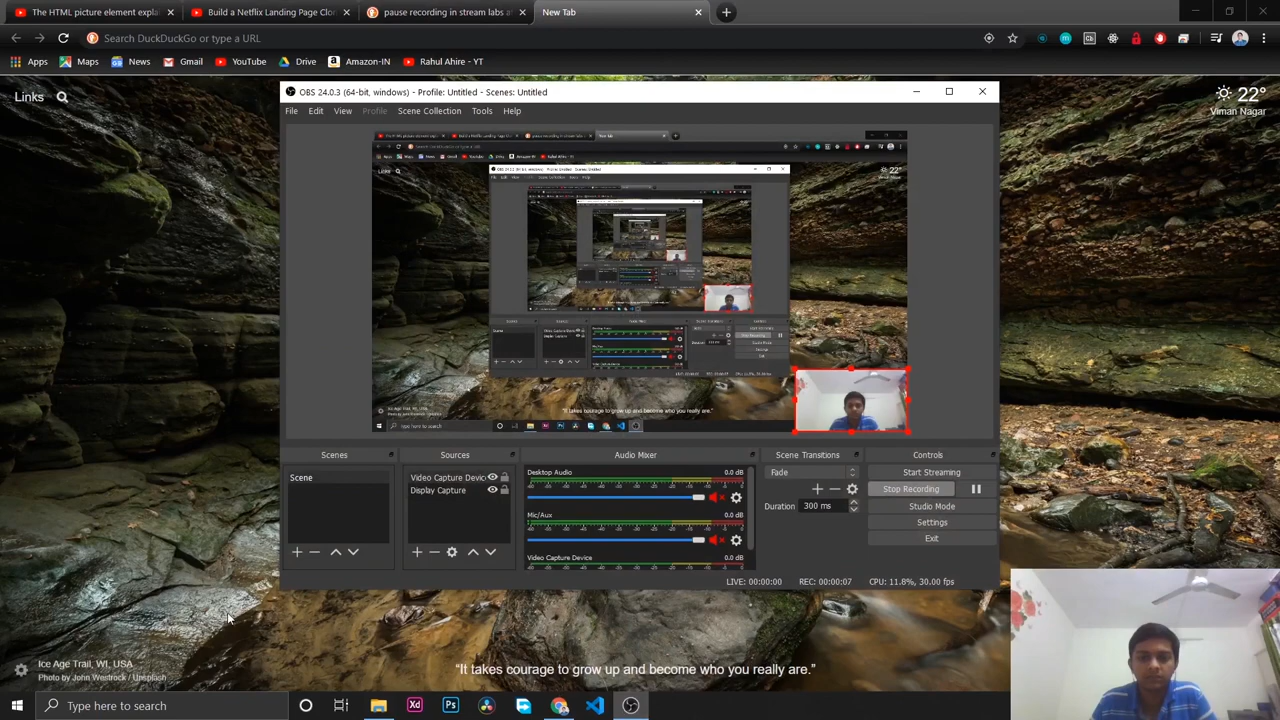 The HTML picture element expla
Build a Netflix Landing Page Clon
pause recording in stream labs a
New Tab
Search DuckDuckGo or type a URL
Apps
Maps
News
Gmail
YouTube
Drive
Amazon-IN
Rahul Ahire - YT
Links
22°
Viman Nagar
OBS 24.0.3 (64-bit, windows) - Profile: Untitled - Scenes: Untitled
File Edit View Profile Scene Collection Tools Help
Scenes
Sources
Audio Mixer
Scene Transitions
Controls
Scene
Video Capture Devic
Display Capture
Desktop Audio
0.0 dB
Mic/Aux
0.0 dB
Video Capture Device
0.0 dB
Fade
Duration 300 ms
Start Streaming
Stop Recording
Studio Mode
Settings
Exit
LIVE: 00:00:00
REC: 00:00:07
CPU: 11.8%, 30.00 fps
Ice Age Trail, WI, USA
Photo by John Westrock / Unsplash
“It takes courage to grow up and become who you really are.”
Type here to search